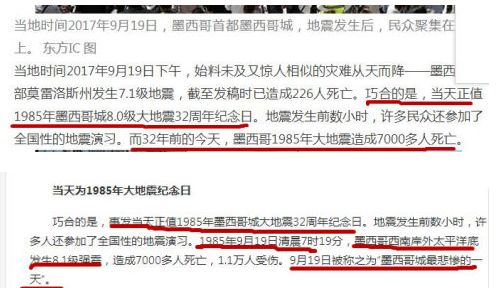 当地时间2017年9月19日，墨西哥首都墨西哥城，地震发生后，民众聚集在
上。 东方IC 图
当地时间2017年9月19日下午，始料未及又惊人相似的灾难从天而降——墨西
部莫雷洛斯州发生7.1级地震，截至发稿时已造成226人死亡。巧合的是，当天正值
1985年墨西哥城8.0级大地震32周年纪念日。地震发生前数小时，许多民众还参加了
全国性的地震演习。而32年前的今天，墨西哥1985年大地震造成7000多人死亡。
当天为1985年大地震纪念日
巧合的是，事发当天正值1985年墨西哥城大地震32周年纪念日。地震发生前数小时，许
多人还参加了全国性的地震演习。1985年9月19日清晨7时19分，墨西哥西南岸外太平洋底
发生8.1级强震，造成7000多人死亡，1.1万人受伤。9月19日被称之为“墨西哥城最悲惨的一
天”。